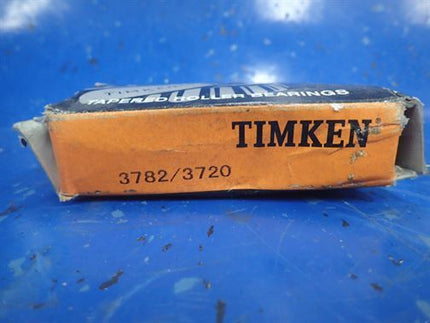 TAPERED ROLLER BEARINGS
TIMKEN
3782/3720